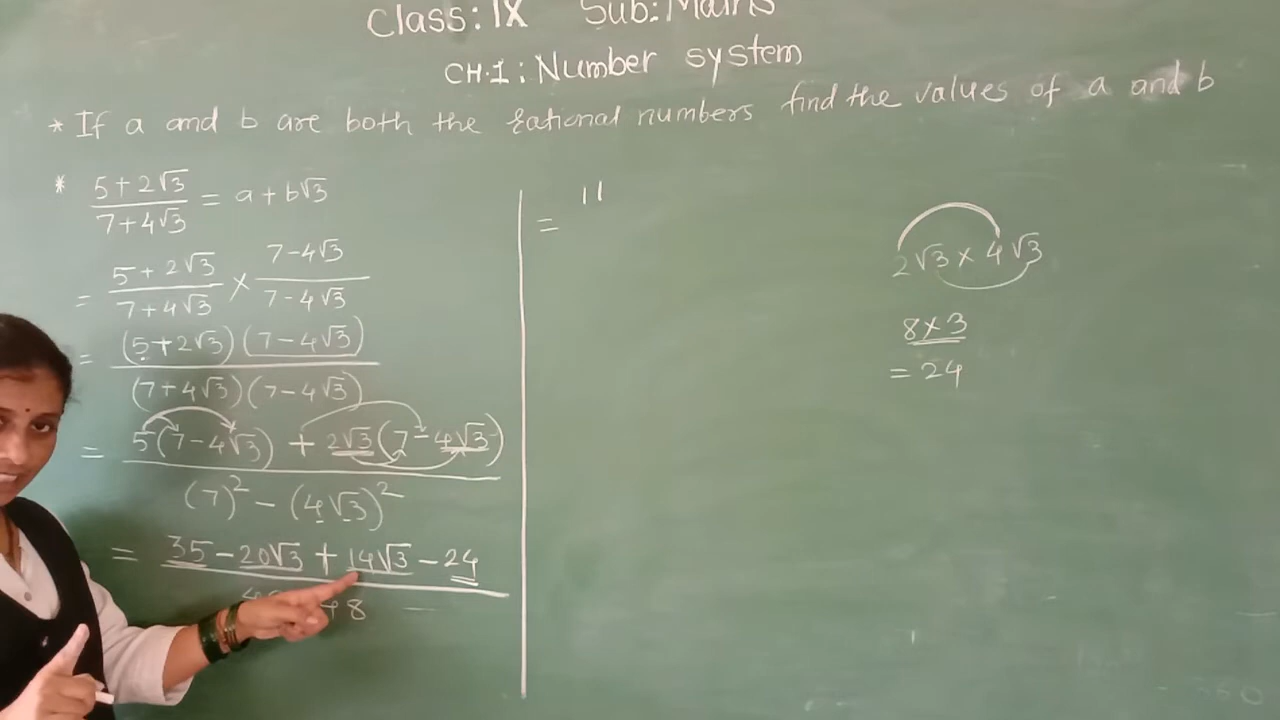 Class: IX Sub: Maths
CH.1: Number system
* If a and b are both the rational numbers find the values of a and b
* 5+2√3 / 7+4√3 = a+b√3
= 5+2√3 / 7+4√3 × 7-4√3 / 7-4√3
= (5+2√3)(7-4√3) / (7+4√3)(7-4√3)
= 5(7-4√3) + 2√3(7-4√3) / (7)² - (4√3)²
= 35-20√3+14√3-24 /
= 11
2√3×4√3
8×3
= 24